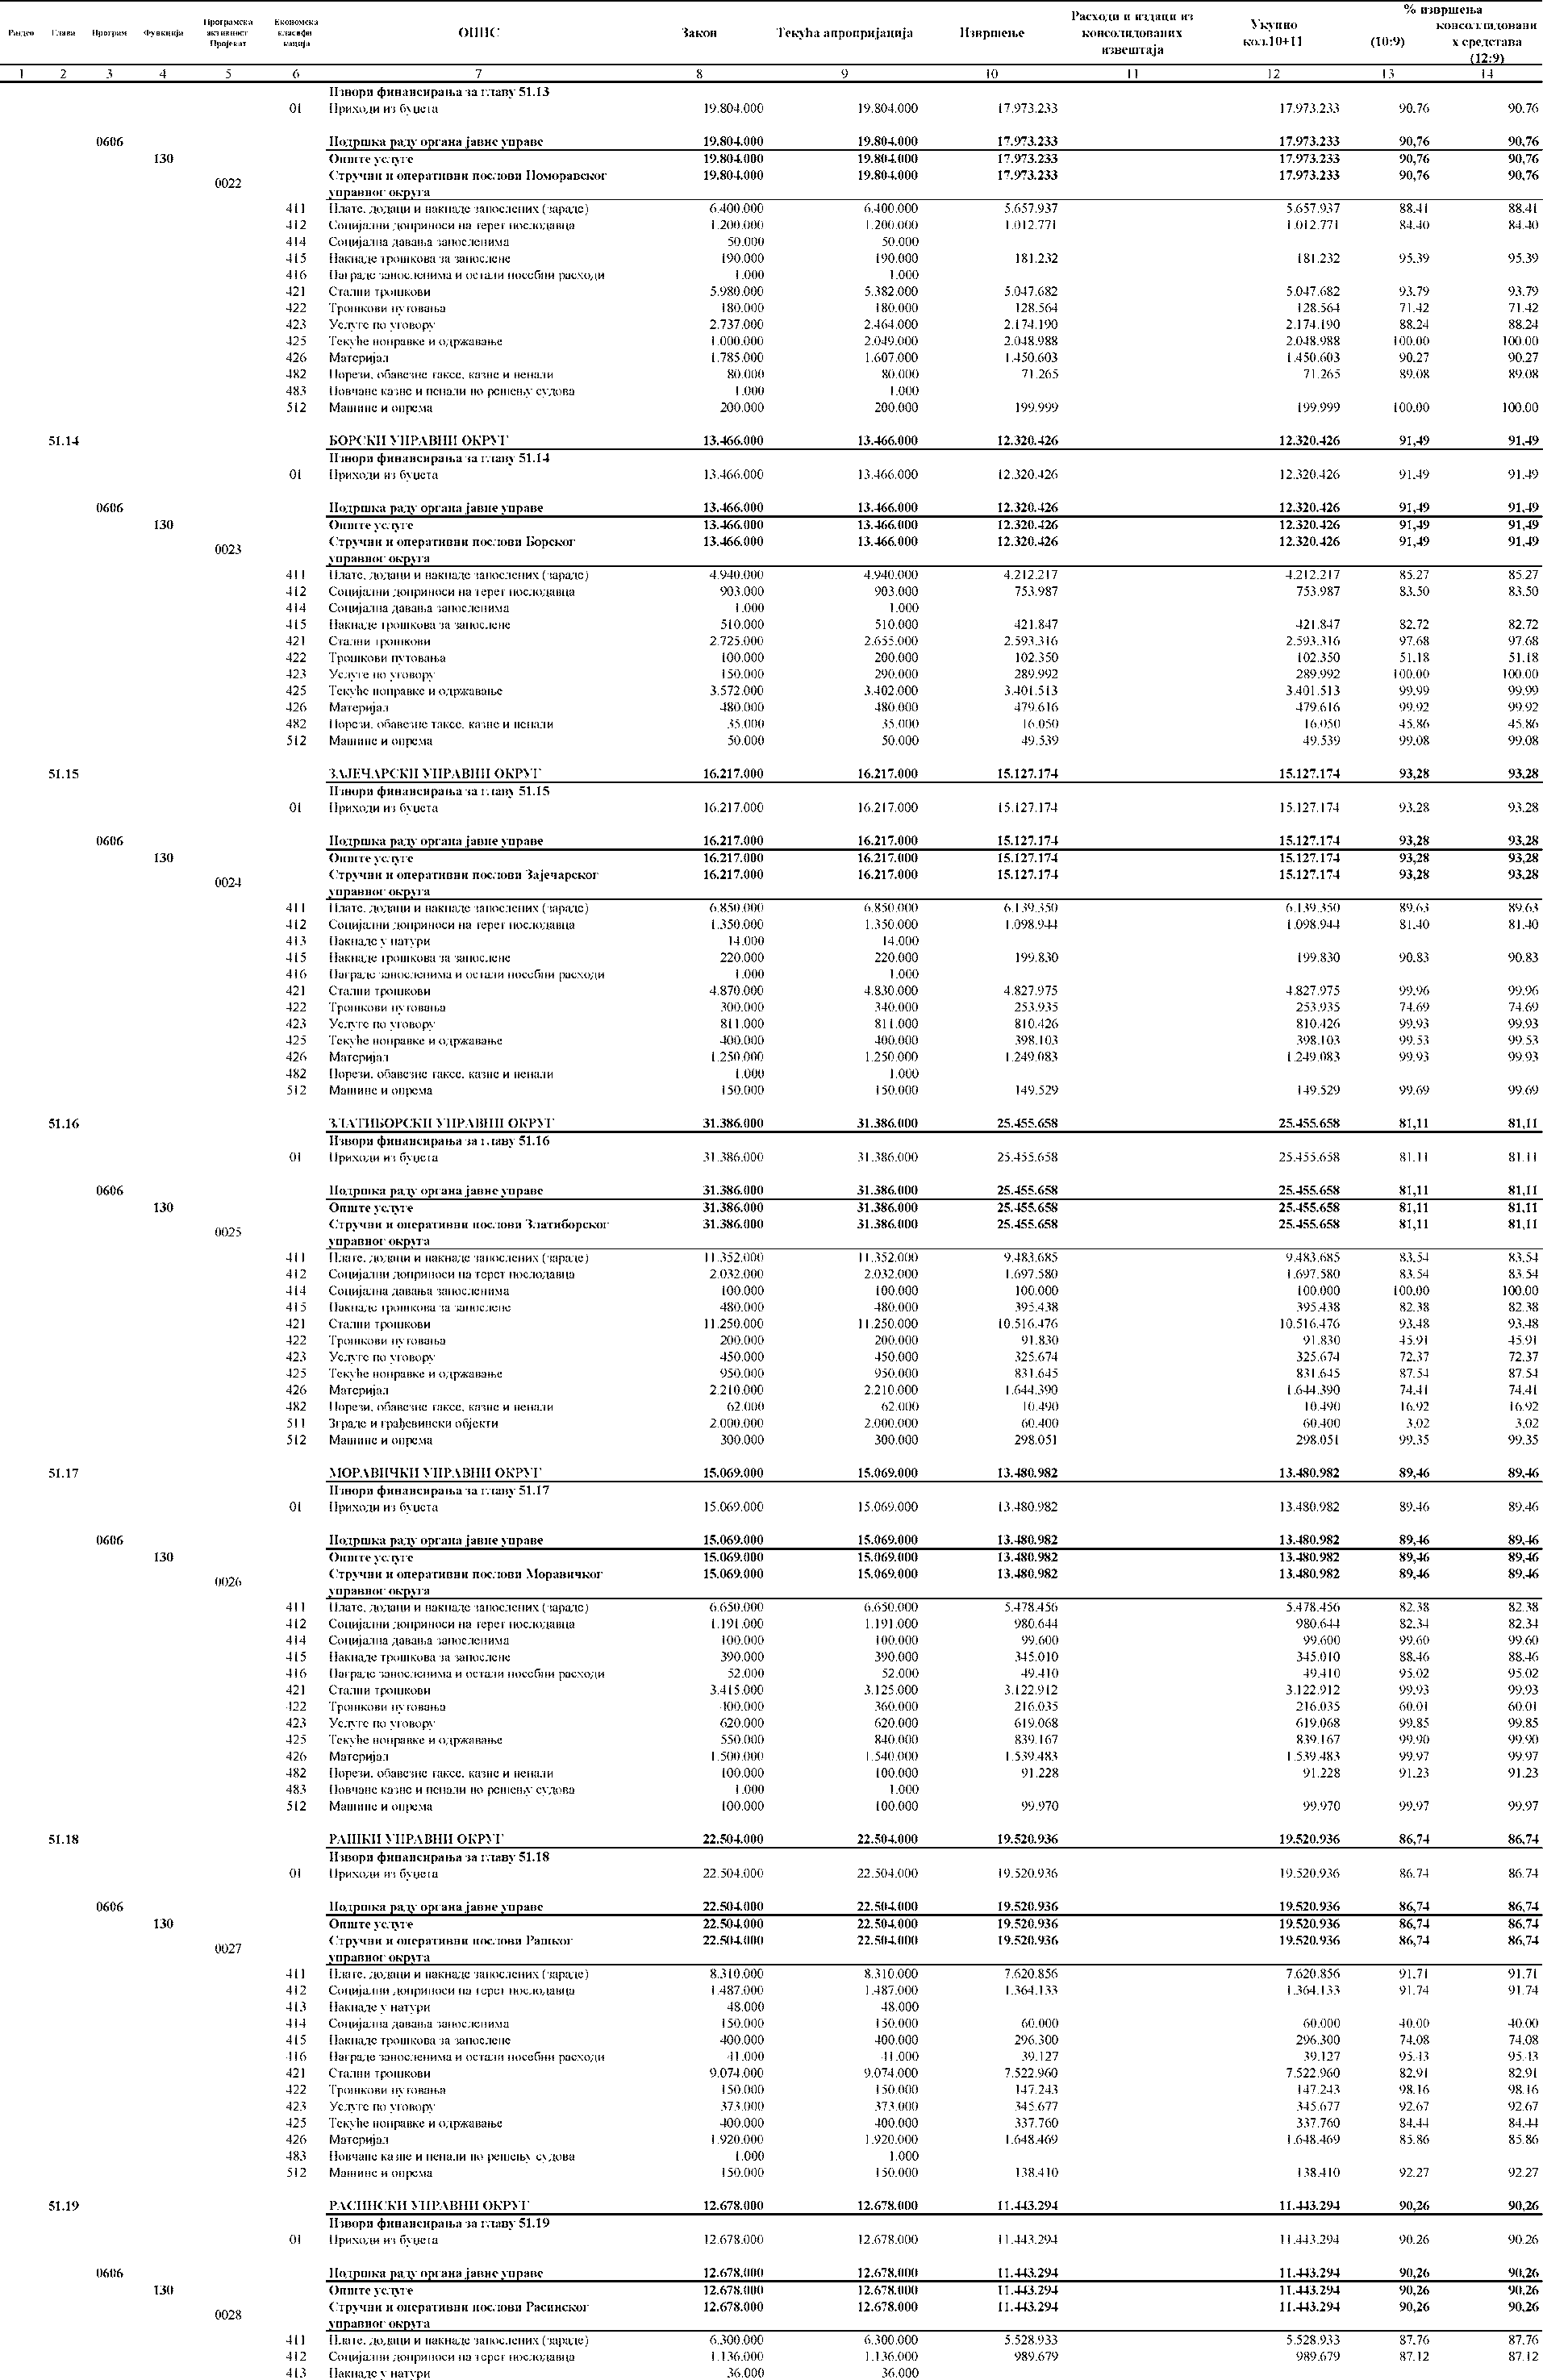 Раздео Глава Програм Функција Програмска активност Пројекат Економска класификација ОПИС Закон Текућа апропријација Извршење Расходи и издаци из консолидованих извештаја Укупно кол.10+11 % извршења (10:9) консолидованих средстава (12:9)
1 2 3 4 5 6 7 8 9 10 11 12 13 14
Извори финансирања за главу 51.13
01 Приходи из буџета 19.804.000 19.804.000 17.973.233 17.973.233 90,76 90,76
0606 Подршка раду органа јавне управе 19.804.000 19.804.000 17.973.233 17.973.233 90,76 90,76
130 Опште услуге 19.804.000 19.804.000 17.973.233 17.973.233 90,76 90,76
0022 Стручни и оперативни послови Поморавског управног округа 19.804.000 19.804.000 17.973.233 17.973.233 90,76 90,76
411 Плате, додаци и накнаде запослених (зараде) 6.400.000 6.400.000 5.657.937 5.657.937 88,41 88,41
412 Социјални доприноси на терет послодавца 1.200.000 1.200.000 1.012.771 1.012.771 84,40 84,40
414 Социјална давања запосленима 50.000 50.000
415 Накнаде трошкова за запослене 190.000 190.000 181.232 181.232 95,39 95,39
416 Награде запосленима и остали посебни расходи 1.000 1.000
421 Стални трошкови 5.980.000 5.382.000 5.047.682 5.047.682 93,79 93,79
422 Трошкови путовања 180.000 180.000 128.564 128.564 71,42 71,42
423 Услуге по уговору 2.737.000 2.464.000 2.174.190 2.174.190 88,24 88,24
425 Текуће поправке и одржавање 1.000.000 2.049.000 2.048.988 2.048.988 100,00 100,00
426 Материјал 1.785.000 1.607.000 1.450.603 1.450.603 90,27 90,27
482 Порези, обавезне таксе, казне и пенали 80.000 80.000 71.265 71.265 89,08 89,08
483 Новчане казне и пенали по решењу судова 1.000 1.000
512 Машине и опрема 200.000 200.000 199.999 199.999 100,00 100,00
51.14 БОРСКИ УПРАВНИ ОКРУГ 13.466.000 13.466.000 12.320.426 12.320.426 91,49 91,49
Извори финансирања за главу 51.14
01 Приходи из буџета 13.466.000 13.466.000 12.320.426 12.320.426 91,49 91,49
0606 Подршка раду органа јавне управе 13.466.000 13.466.000 12.320.426 12.320.426 91,49 91,49
130 Опште услуге 13.466.000 13.466.000 12.320.426 12.320.426 91,49 91,49
0023 Стручни и оперативни послови Борског управног округа 13.466.000 13.466.000 12.320.426 12.320.426 91,49 91,49
411 Плате, додаци и накнаде запослених (зараде) 4.940.000 4.940.000 4.212.217 4.212.217 85,27 85,27
412 Социјални доприноси на терет послодавца 903.000 903.000 753.987 753.987 83,50 83,50
414 Социјална давања запосленима 1.000 1.000
415 Накнаде трошкова за запослене 510.000 510.000 421.847 421.847 82,72 82,72
421 Стални трошкови 2.725.000 2.655.000 2.593.316 2.593.316 97,68 97,68
422 Трошкови путовања 100.000 200.000 102.350 102.350 51,18 51,18
423 Услуге по уговору 150.000 290.000 289.992 289.992 100,00 100,00
425 Текуће поправке и одржавање 3.572.000 3.402.000 3.401.513 3.401.513 99,99 99,99
426 Материјал 480.000 480.000 479.616 479.616 99,92 99,92
482 Порези, обавезне таксе, казне и пенали 35.000 35.000 16.050 16.050 45,86 45,86
512 Машине и опрема 50.000 50.000 49.539 49.539 99,08 99,08
51.15 ЗАЈЕЧАРСКИ УПРАВНИ ОКРУГ 16.217.000 16.217.000 15.127.174 15.127.174 93,28 93,28
Извори финансирања за главу 51.15
01 Приходи из буџета 16.217.000 16.217.000 15.127.174 15.127.174 93,28 93,28
0606 Подршка раду органа јавне управе 16.217.000 16.217.000 15.127.174 15.127.174 93,28 93,28
130 Опште услуге 16.217.000 16.217.000 15.127.174 15.127.174 93,28 93,28
0024 Стручни и оперативни послови Зајечарског управног округа 16.217.000 16.217.000 15.127.174 15.127.174 93,28 93,28
411 Плате, додаци и накнаде запослених (зараде) 6.850.000 6.850.000 6.139.350 6.139.350 89,63 89,63
412 Социјални доприноси на терет послодавца 1.350.000 1.350.000 1.098.944 1.098.944 81,40 81,40
413 Накнаде у натури 14.000 14.000
415 Накнаде трошкова за запослене 220.000 220.000 199.830 199.830 90,83 90,83
416 Награде запосленима и остали посебни расходи 1.000 1.000
421 Стални трошкови 4.870.000 4.830.000 4.827.975 4.827.975 99,96 99,96
422 Трошкови путовања 300.000 340.000 253.935 253.935 74,69 74,69
423 Услуге по уговору 811.000 811.000 810.426 810.426 99,93 99,93
425 Текуће поправке и одржавање 400.000 400.000 398.103 398.103 99,53 99,53
426 Материјал 1.250.000 1.250.000 1.249.083 1.249.083 99,93 99,93
482 Порези, обавезне таксе, казне и пенали 1.000 1.000
512 Машине и опрема 150.000 150.000 149.529 149.529 99,69 99,69
51.16 ЗЛАТИБОРСКИ УПРАВНИ ОКРУГ 31.386.000 31.386.000 25.455.658 25.455.658 81,11 81,11
Извори финансирања за главу 51.16
01 Приходи из буџета 31.386.000 31.386.000 25.455.658 25.455.658 81,11 81,11
0606 Подршка раду органа јавне управе 31.386.000 31.386.000 25.455.658 25.455.658 81,11 81,11
130 Опште услуге 31.386.000 31.386.000 25.455.658 25.455.658 81,11 81,11
0025 Стручни и оперативни послови Златиборског управног округа 31.386.000 31.386.000 25.455.658 25.455.658 81,11 81,11
411 Плате, додаци и накнаде запослених (зараде) 11.352.000 11.352.000 9.483.685 9.483.685 83,54 83,54
412 Социјални доприноси на терет послодавца 2.032.000 2.032.000 1.697.580 1.697.580 83,54 83,54
414 Социјална давања запосленима 100.000 100.000 100.000 100.000 100,00 100,00
415 Накнаде трошкова за запослене 480.000 480.000 395.438 395.438 82,38 82,38
421 Стални трошкови 11.250.000 11.250.000 10.516.476 10.516.476 93,48 93,48
422 Трошкови путовања 200.000 200.000 91.830 91.830 45,91 45,91
423 Услуге по уговору 450.000 450.000 325.674 325.674 72,37 72,37
425 Текуће поправке и одржавање 950.000 950.000 831.645 831.645 87,54 87,54
426 Материјал 2.210.000 2.210.000 1.644.390 1.644.390 74,41 74,41
482 Порези, обавезне таксе, казне и пенали 62.000 62.000 10.490 10.490 16,92 16,92
511 Зграде и грађевински објекти 2.000.000 2.000.000 60.400 60.400 3,02 3,02
512 Машине и опрема 300.000 300.000 298.051 298.051 99,35 99,35
51.17 МОРАВИЧКИ УПРАВНИ ОКРУГ 15.069.000 15.069.000 13.480.982 13.480.982 89,46 89,46
Извори финансирања за главу 51.17
01 Приходи из буџета 15.069.000 15.069.000 13.480.982 13.480.982 89,46 89,46
0606 Подршка раду органа јавне управе 15.069.000 15.069.000 13.480.982 13.480.982 89,46 89,46
130 Опште услуге 15.069.000 15.069.000 13.480.982 13.480.982 89,46 89,46
0026 Стручни и оперативни послови Моравичког управног округа 15.069.000 15.069.000 13.480.982 13.480.982 89,46 89,46
411 Плате, додаци и накнаде запослених (зараде) 6.650.000 6.650.000 5.478.456 5.478.456 82,38 82,38
412 Социјални доприноси на терет послодавца 1.191.000 1.191.000 980.644 980.644 82,34 82,34
414 Социјална давања запосленима 100.000 100.000 99.600 99.600 99,60 99,60
415 Накнаде трошкова за запослене 390.000 390.000 345.010 345.010 88,46 88,46
416 Награде запосленима и остали посебни расходи 52.000 52.000 49.410 49.410 95,02 95,02
421 Стални трошкови 3.415.000 3.125.000 3.122.912 3.122.912 99,93 99,93
422 Трошкови путовања 400.000 360.000 216.035 216.035 60,01 60,01
423 Услуге по уговору 620.000 620.000 619.068 619.068 99,85 99,85
425 Текуће поправке и одржавање 550.000 840.000 839.167 839.167 99,90 99,90
426 Материјал 1.500.000 1.540.000 1.539.483 1.539.483 99,97 99,97
482 Порези, обавезне таксе, казне и пенали 100.000 100.000 91.228 91.228 91,23 91,23
483 Новчане казне и пенали по решењу судова 1.000 1.000
512 Машине и опрема 100.000 100.000 99.970 99.970 99,97 99,97
51.18 РАШКИ УПРАВНИ ОКРУГ 22.504.000 22.504.000 19.520.936 19.520.936 86,74 86,74
Извори финансирања за главу 51.18
01 Приходи из буџета 22.504.000 22.504.000 19.520.936 19.520.936 86,74 86,74
0606 Подршка раду органа јавне управе 22.504.000 22.504.000 19.520.936 19.520.936 86,74 86,74
130 Опште услуге 22.504.000 22.504.000 19.520.936 19.520.936 86,74 86,74
0027 Стручни и оперативни послови Рашког управног округа 22.504.000 22.504.000 19.520.936 19.520.936 86,74 86,74
411 Плате, додаци и накнаде запослених (зараде) 8.310.000 8.310.000 7.620.856 7.620.856 91,71 91,71
412 Социјални доприноси на терет послодавца 1.487.000 1.487.000 1.364.133 1.364.133 91,74 91,74
413 Накнаде у натури 48.000 48.000
414 Социјална давања запосленима 150.000 150.000 60.000 60.000 40,00 40,00
415 Накнаде трошкова за запослене 400.000 400.000 296.300 296.300 74,08 74,08
416 Награде запосленима и остали посебни расходи 41.000 41.000 39.127 39.127 95,43 95,43
421 Стални трошкови 9.074.000 9.074.000 7.522.960 7.522.960 82,91 82,91
422 Трошкови путовања 150.000 150.000 147.243 147.243 98,16 98,16
423 Услуге по уговору 373.000 373.000 345.677 345.677 92,67 92,67
425 Текуће поправке и одржавање 400.000 400.000 337.760 337.760 84,44 84,44
426 Материјал 1.920.000 1.920.000 1.648.469 1.648.469 85,86 85,86
483 Новчане казне и пенали по решењу судова 1.000 1.000
512 Машине и опрема 150.000 150.000 138.410 138.410 92,27 92,27
51.19 РАСИНСКИ УПРАВНИ ОКРУГ 12.678.000 12.678.000 11.443.294 11.443.294 90,26 90,26
Извори финансирања за главу 51.19
01 Приходи из буџета 12.678.000 12.678.000 11.443.294 11.443.294 90,26 90,26
0606 Подршка раду органа јавне управе 12.678.000 12.678.000 11.443.294 11.443.294 90,26 90,26
130 Опште услуге 12.678.000 12.678.000 11.443.294 11.443.294 90,26 90,26
0028 Стручни и оперативни послови Расинског управног округа 12.678.000 12.678.000 11.443.294 11.443.294 90,26 90,26
411 Плате, додаци и накнаде запослених (зараде) 6.300.000 6.300.000 5.528.933 5.528.933 87,76 87,76
412 Социјални доприноси на терет послодавца 1.136.000 1.136.000 989.679 989.679 87,12 87,12
413 Накнаде у натури 36.000 36.000